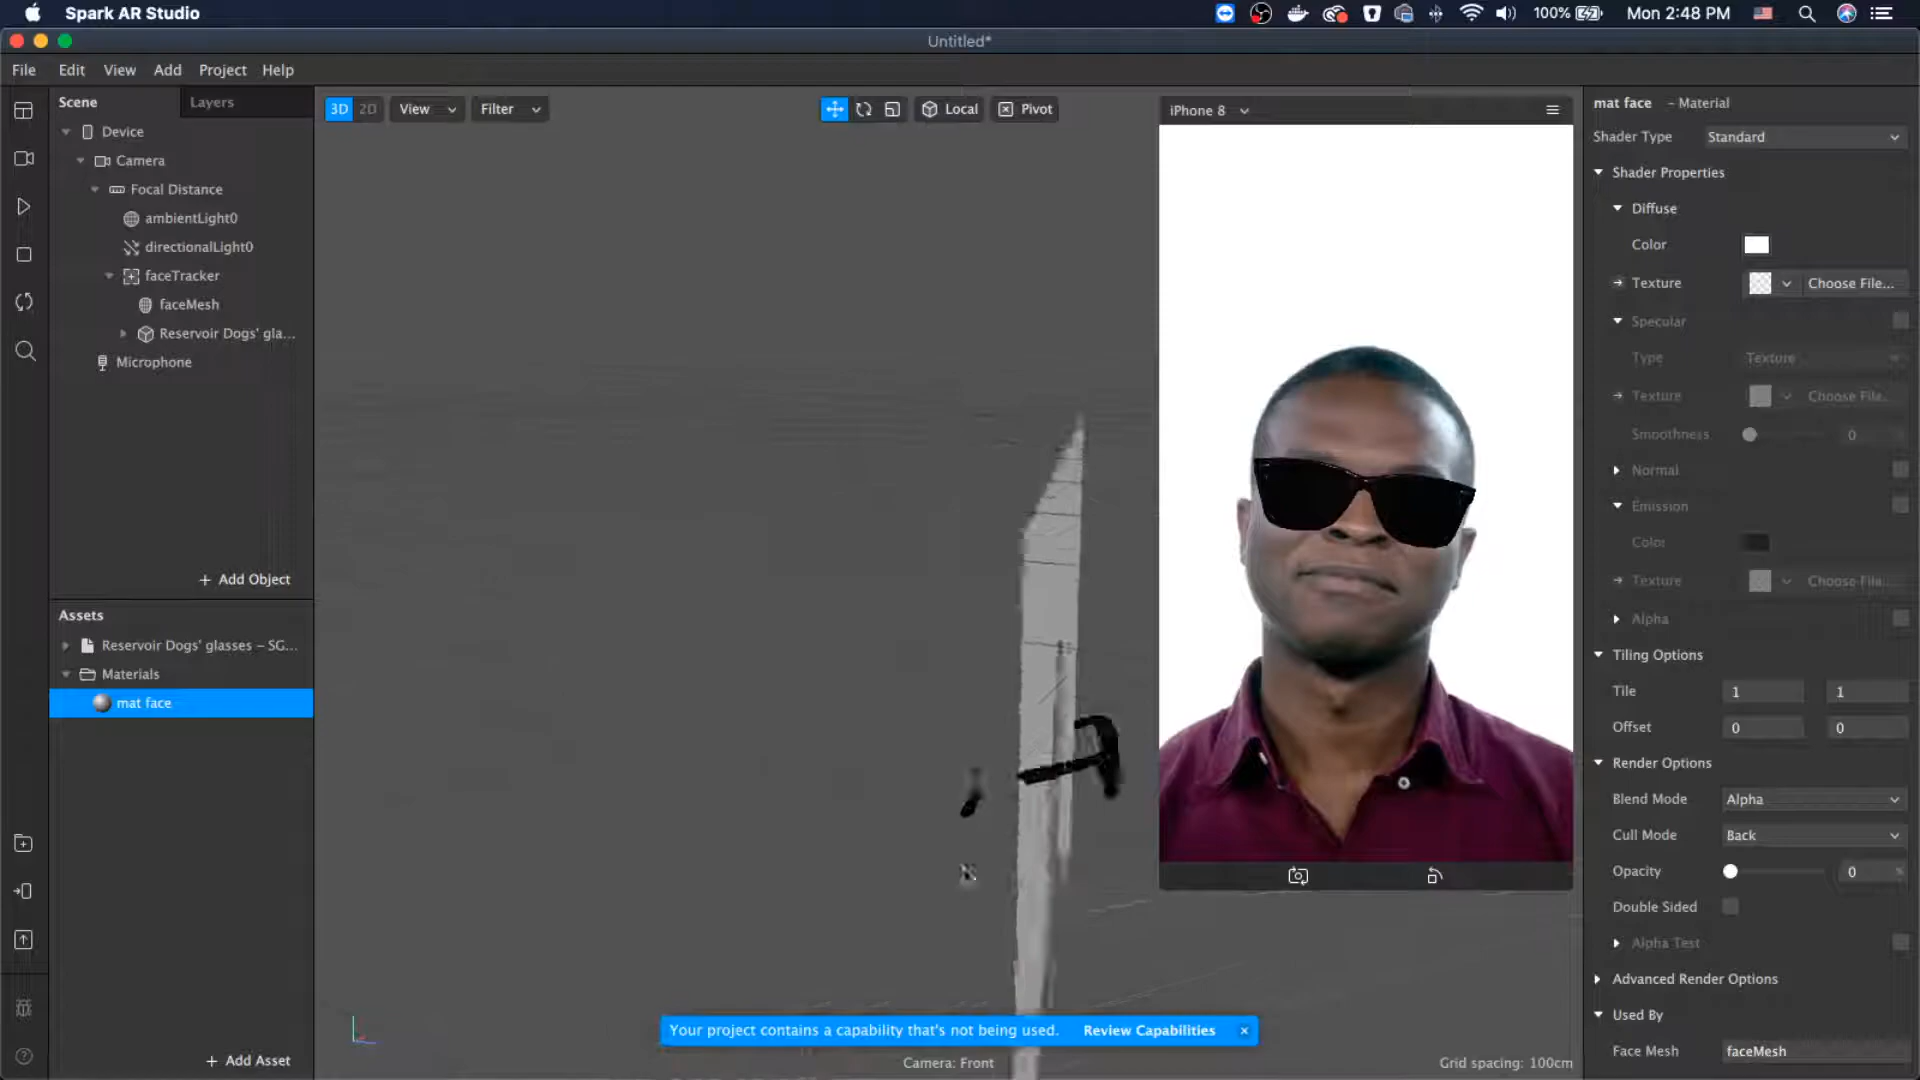 Spark AR Studio
100%
Mon 2:48 PM
Untitled*
File Edit View Add Project Help
Scene Layers
Device
Camera
Focal Distance
ambientLight0
directionalLight0
faceTracker
faceMesh
Reservoir Dogs' gla...
Microphone
+ Add Object
Assets
Reservoir Dogs' glasses – SG...
Materials
mat face
+ Add Asset
3D 2D View Filter
Local Pivot
iPhone 8
Your project contains a capability that's not being used. Review Capabilities ×
Camera: Front
Grid spacing: 100cm
mat face – Material
Shader Type Standard
Shader Properties
Diffuse
Color
Texture Choose File...
Specular
Type Texture
Texture Choose File...
Smoothness 0
Normal
Emission
Color
Texture Choose File...
Alpha
Tiling Options
Tile 1 1
Offset 0 0
Render Options
Blend Mode Alpha
Cull Mode Back
Opacity 0 %
Double Sided
Alpha Test
Advanced Render Options
Used By
Face Mesh faceMesh